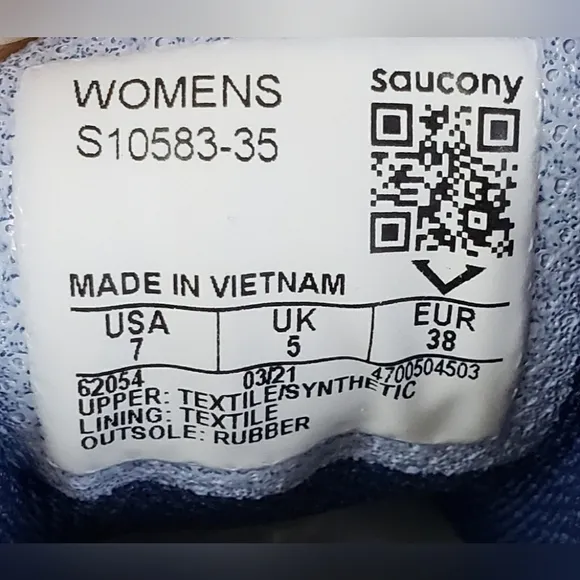 WOMENS
S10583-35
saucony
MADE IN VIETNAM
USA UK EUR
7 5 38
62054 03/21 4700504503
UPPER: TEXTILE/SYNTHETIC
LINING: TEXTILE
OUTSOLE: RUBBER